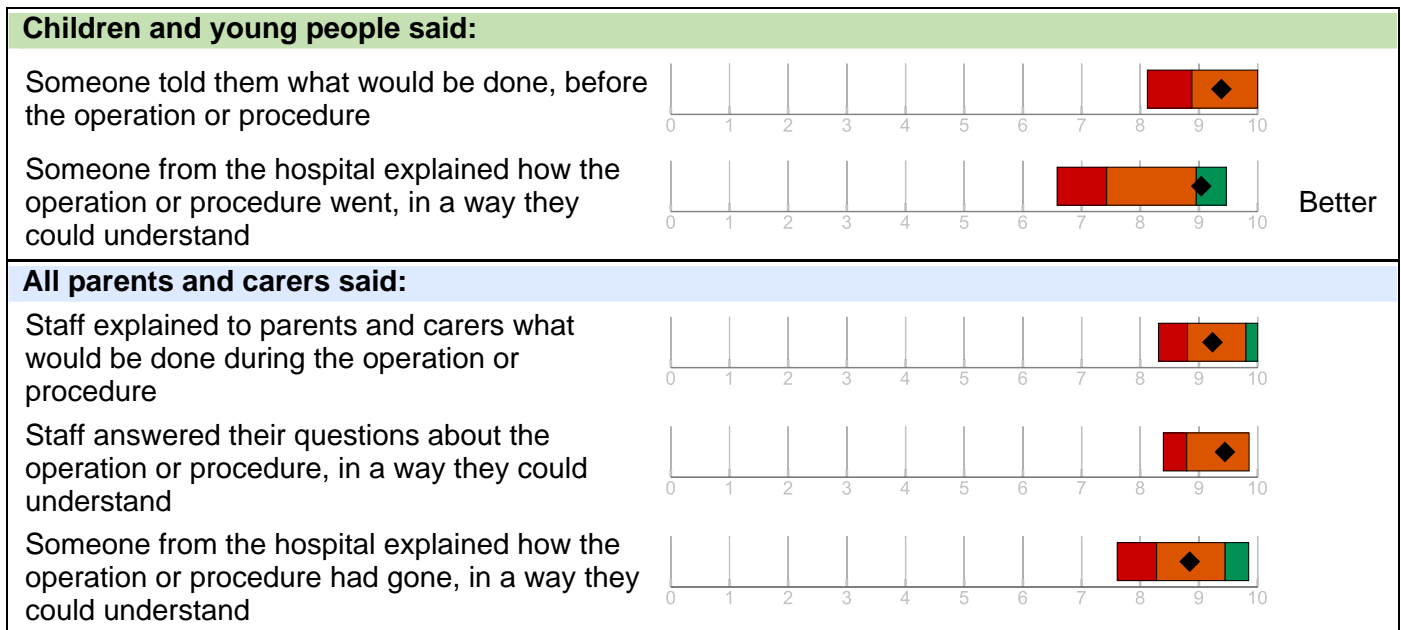 Children and young people said:
Someone told them what would be done, before
the operation or procedure
0 1 2 3 4 5 6 7 8 9 10
Someone from the hospital explained how the
operation or procedure went, in a way they
could understand
0 1 2 3 4 5 6 7 8 9 10
Better
All parents and carers said:
Staff explained to parents and carers what
would be done during the operation or
procedure
0 1 2 3 4 5 6 7 8 9 10
Staff answered their questions about the
operation or procedure, in a way they could
understand
0 1 2 3 4 5 6 7 8 9 10
Someone from the hospital explained how the
operation or procedure had gone, in a way they
could understand
0 1 2 3 4 5 6 7 8 9 10